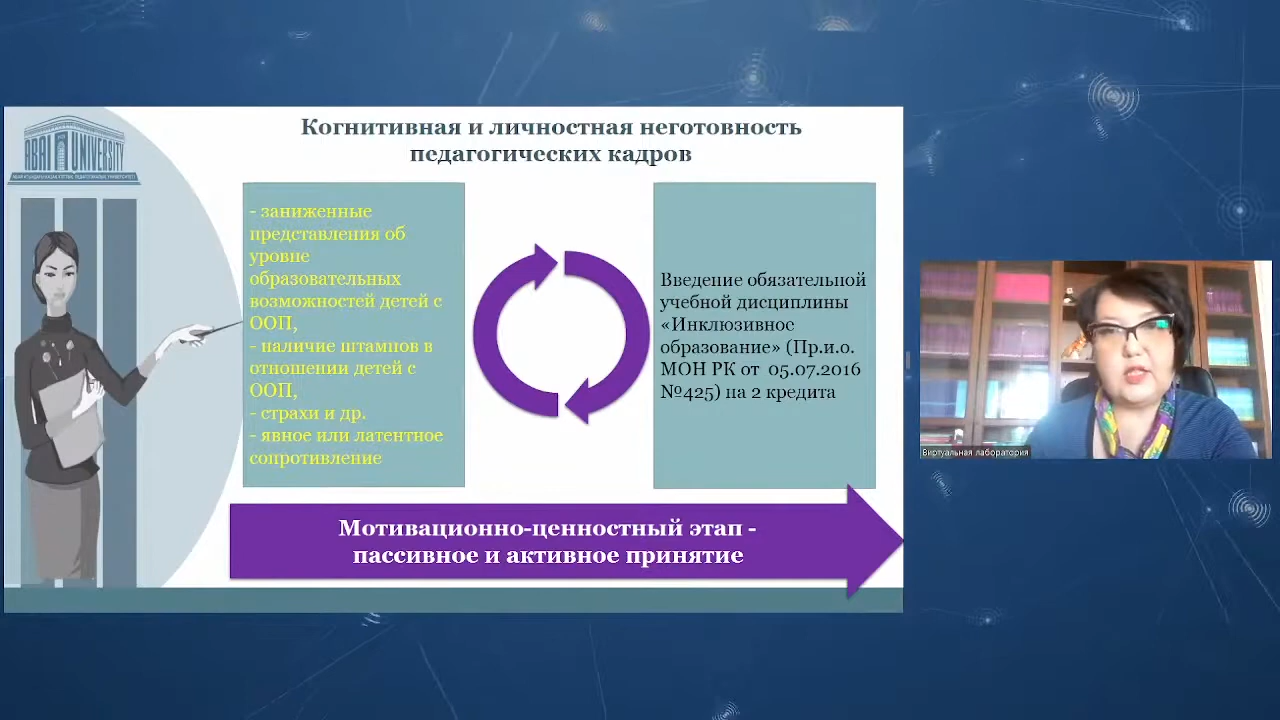 Когнитивная и личностная неготовность
педагогических кадров
ABAI UNIVERSITY
- заниженные
представления об
уровне
образовательных
возможностей детей с
ООП,
- наличие штампов в
отношении детей с
ООП,
- страхи и др.
- явное или латентное
сопротивление
Введение обязательной
учебной дисциплины
«Инклюзивное
образование» (Пр.и.о.
МОН РК от 05.07.2016
№425) на 2 кредита
Мотивационно-ценностный этап -
пассивное и активное принятие
Виртуальная лаборатория